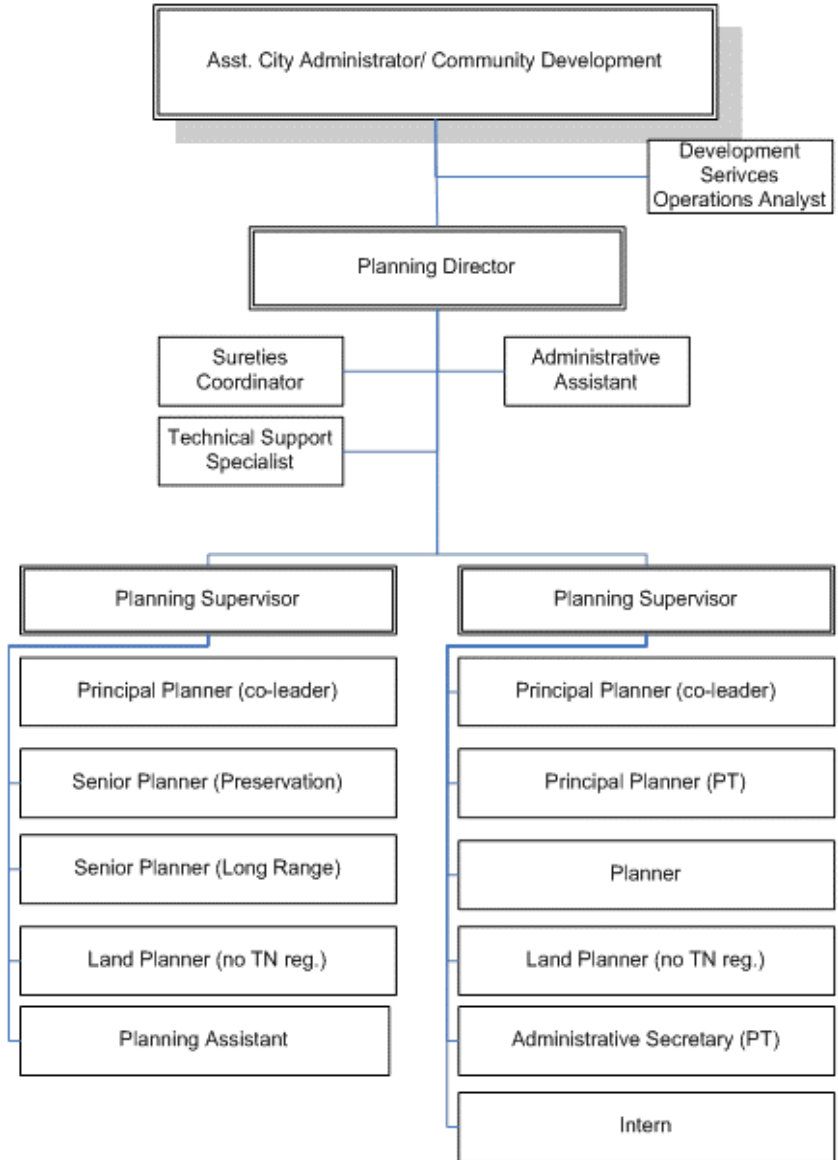 Asst. City Administrator/ Community Development
Development
Serivces
Operations Analyst
Planning Director
Sureties
Coordinator
Administrative
Assistant
Technical Support
Specialist
Planning Supervisor
Principal Planner (co-leader)
Senior Planner (Preservation)
Senior Planner (Long Range)
Land Planner (no TN reg.)
Planning Assistant
Planning Supervisor
Principal Planner (co-leader)
Principal Planner (PT)
Planner
Land Planner (no TN reg.)
Administrative Secretary (PT)
Intern